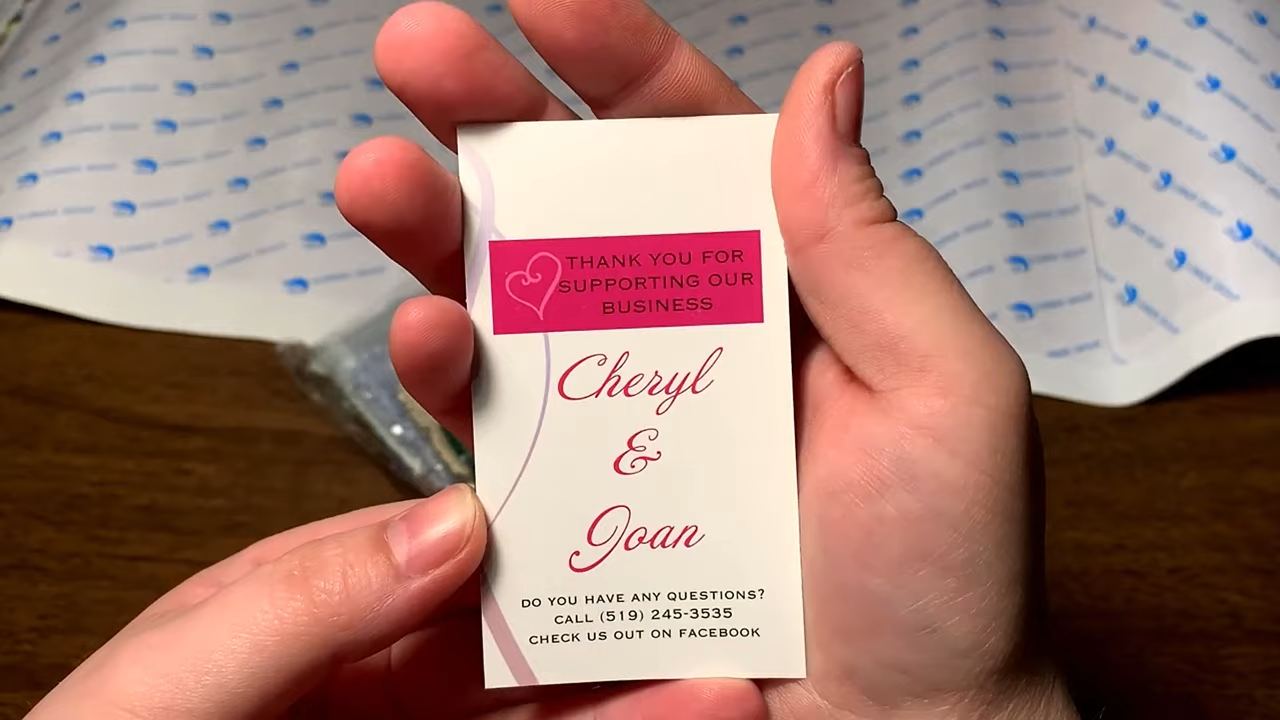 THANK YOU FOR
SUPPORTING OUR
BUSINESS
Cheryl
&
Joan
DO YOU HAVE ANY QUESTIONS?
CALL (519) 245-3535
CHECK US OUT ON FACEBOOK